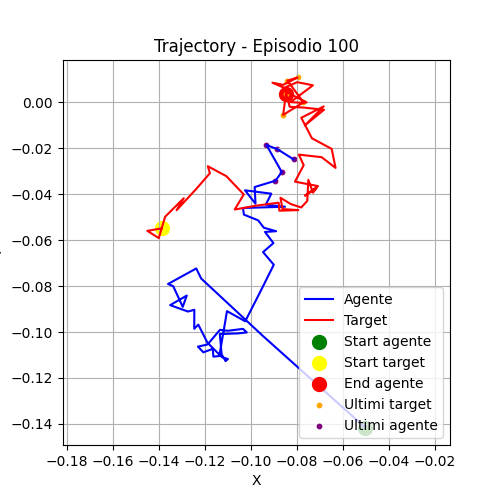 Trajectory - Episodio 100
0.00
−0.02
−0.04
−0.06
−0.08
−0.10
−0.12
−0.14
Agente
Target
Start agente
Start target
End agente
Ultimi target
Ultimi agente
−0.18 −0.16 −0.14 −0.12 −0.10 −0.08 −0.06 −0.04 −0.02
X